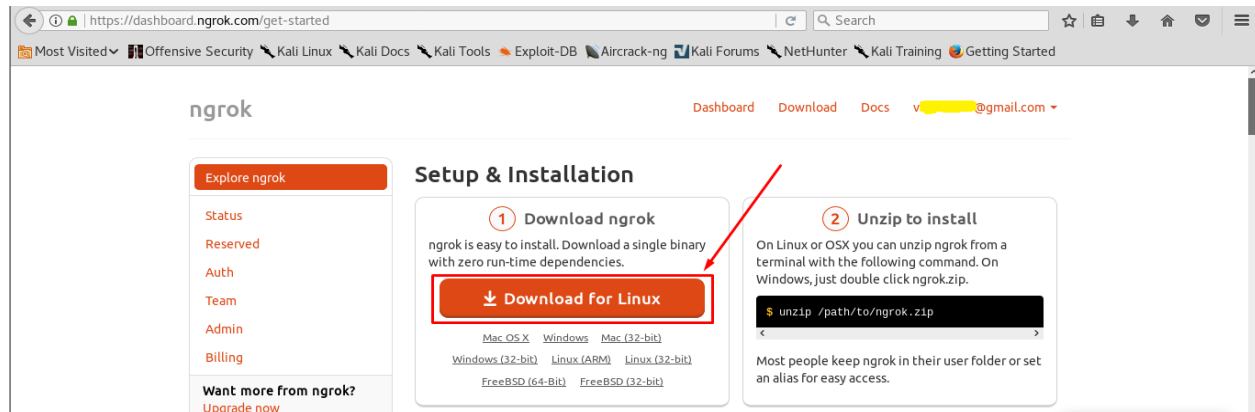 https://dashboard.ngrok.com/get-started
Search
Most Visited Offensive Security Kali Linux Kali Docs Kali Tools Exploit-DB Aircrack-ng Kali Forums NetHunter Kali Training Getting Started
ngrok
Dashboard Download Docs v @gmail.com
Explore ngrok
Status
Reserved
Auth
Team
Admin
Billing
Want more from ngrok?
Upgrade now
Setup & Installation
1 Download ngrok
ngrok is easy to install. Download a single binary
with zero run-time dependencies.
Download for Linux
Mac OS X Windows Mac (32-bit)
Windows (32-bit) Linux (ARM) Linux (32-bit)
FreeBSD (64-Bit) FreeBSD (32-bit)
2 Unzip to install
On Linux or OSX you can unzip ngrok from a
terminal with the following command. On
Windows, just double click ngrok.zip.
$ unzip /path/to/ngrok.zip
Most people keep ngrok in their user folder or set
an alias for easy access.